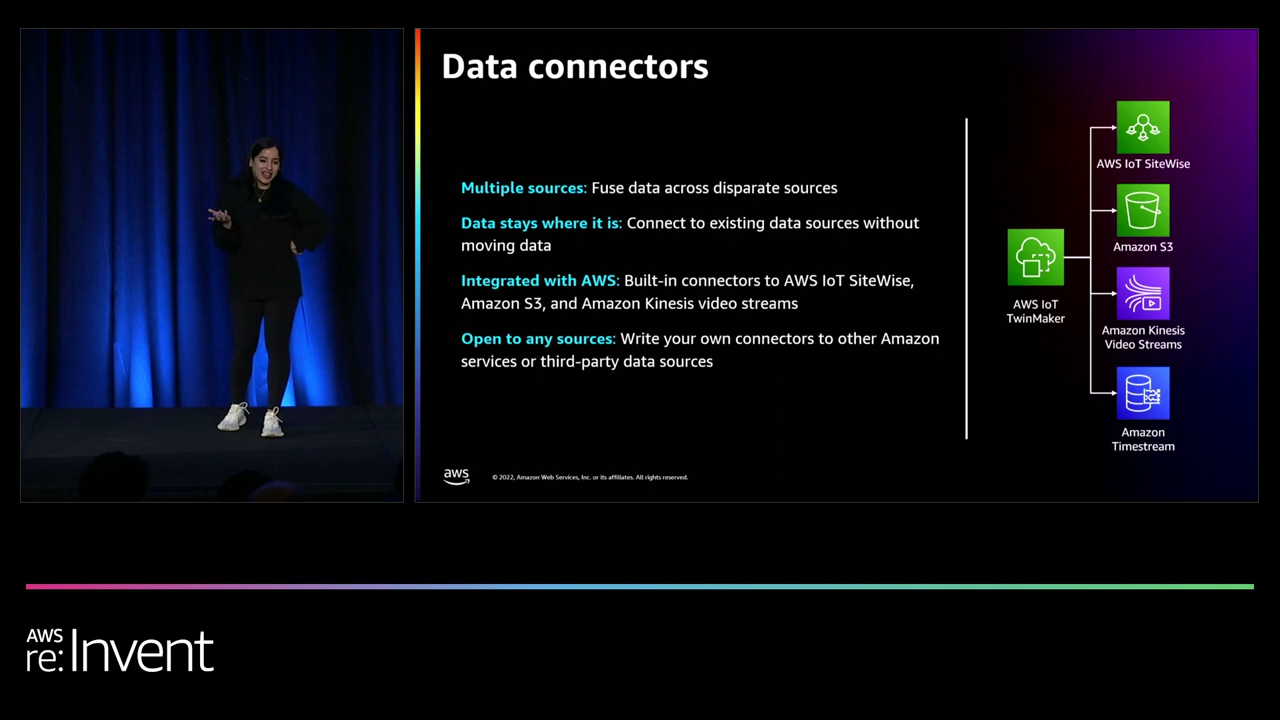 Data connectors
Multiple sources: Fuse data across disparate sources
Data stays where it is: Connect to existing data sources without
moving data
Integrated with AWS: Built-in connectors to AWS IoT SiteWise,
Amazon S3, and Amazon Kinesis video streams
Open to any sources: Write your own connectors to other Amazon
services or third-party data sources
AWS IoT
TwinMaker
AWS IoT SiteWise
Amazon S3
Amazon Kinesis
Video Streams
Amazon
Timestream
aws
© 2022, Amazon Web Services, Inc. or its affiliates. All rights reserved.
AWS
re:Invent